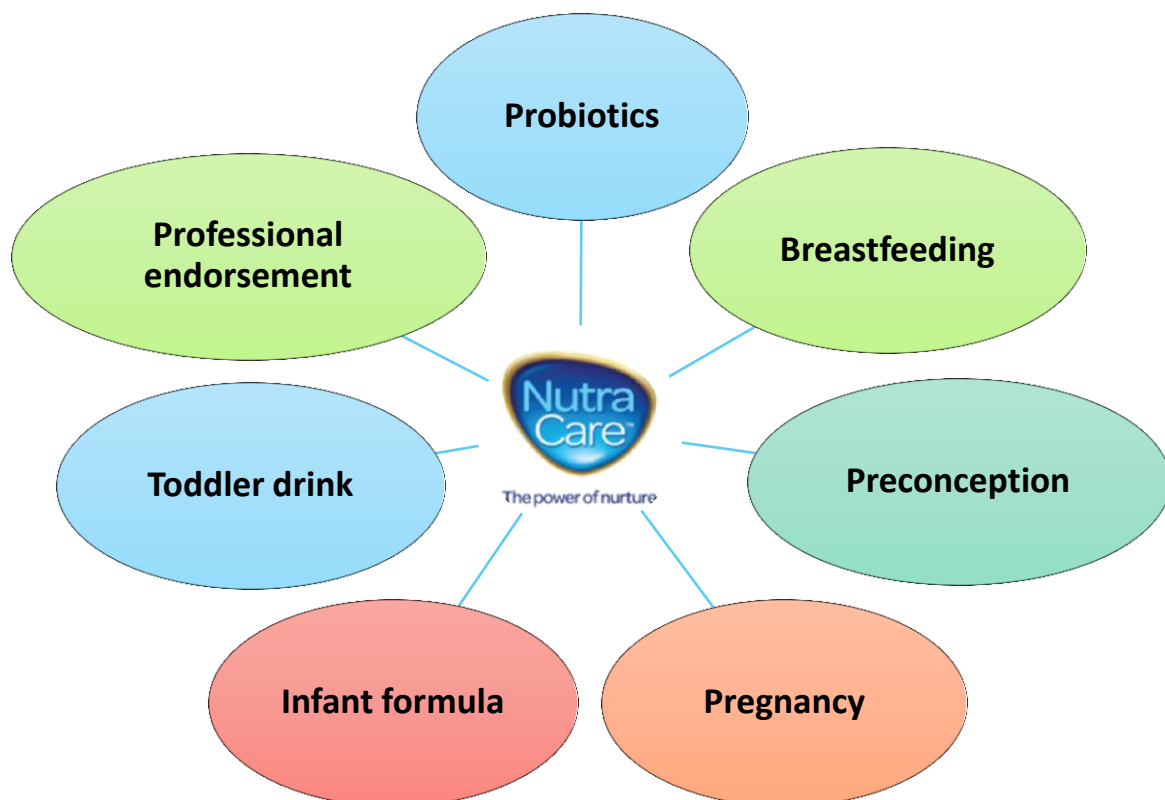 Probiotics
Professional
endorsement
Breastfeeding
Nutra
Care™
The power of nurture
Toddler drink
Preconception
Infant formula
Pregnancy